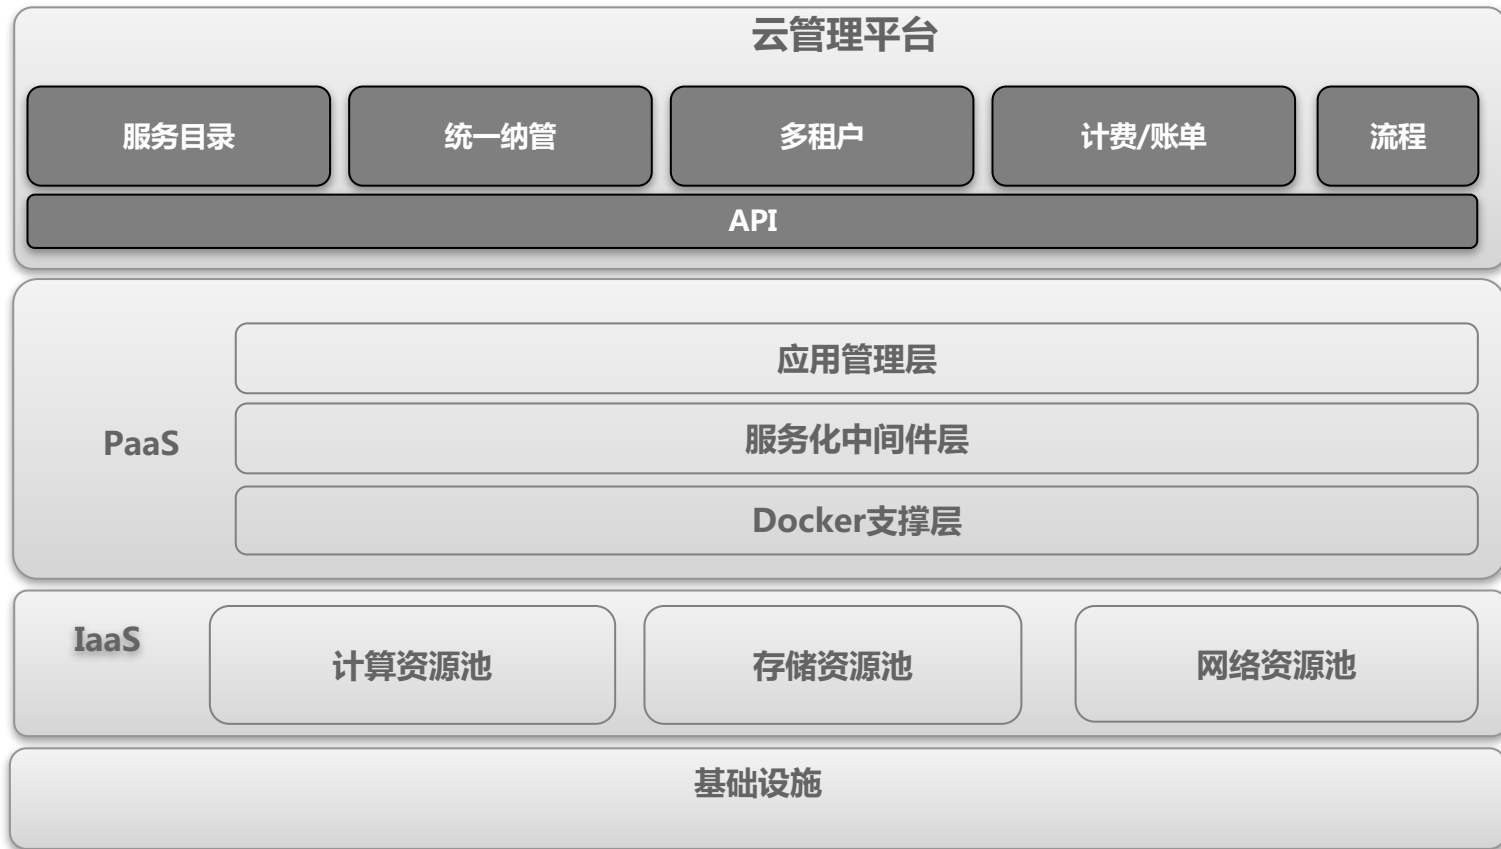 云管理平台
服务目录
统一纳管
多租户
计费/账单
流程
API
应用管理层
PaaS
服务化中间件层
Docker支撑层
IaaS
计算资源池
存储资源池
网络资源池
基础设施